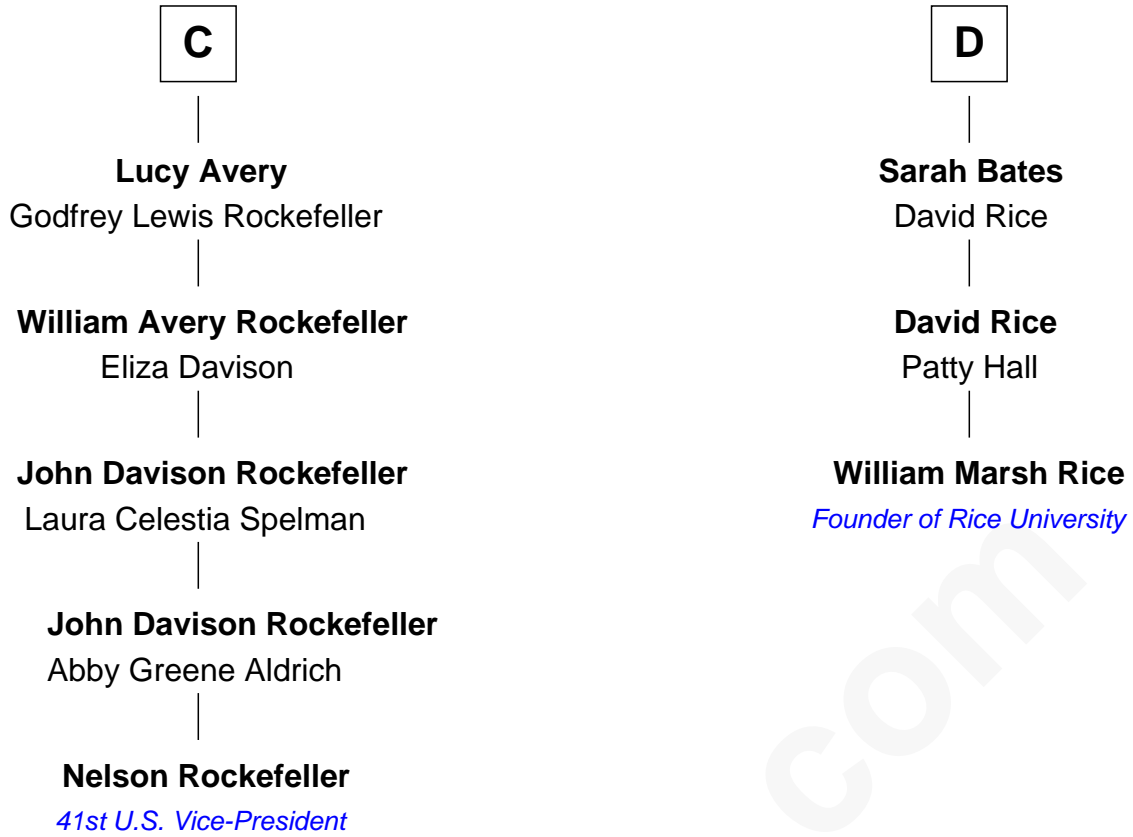 C
Lucy Avery
Godfrey Lewis Rockefeller
William Avery Rockefeller
Eliza Davison
John Davison Rockefeller
Laura Celestia Spelman
John Davison Rockefeller
Abby Greene Aldrich
Nelson Rockefeller
41st U.S. Vice-President
D
Sarah Bates
David Rice
David Rice
Patty Hall
William Marsh Rice
Founder of Rice University
com